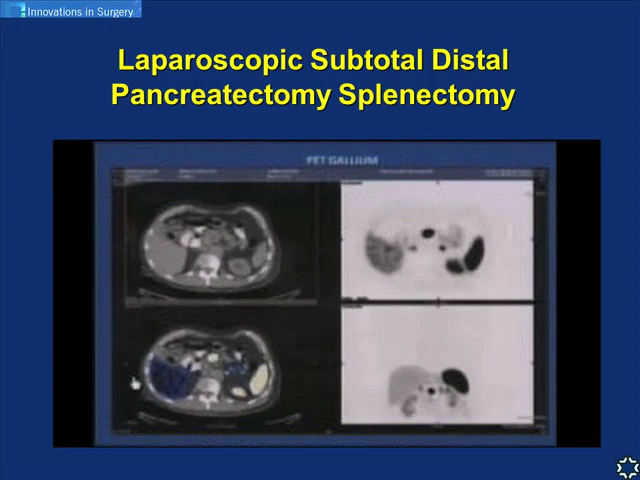 Innovations in Surgery
Laparoscopic Subtotal Distal
Pancreatectomy Splenectomy
PET GALLIUM